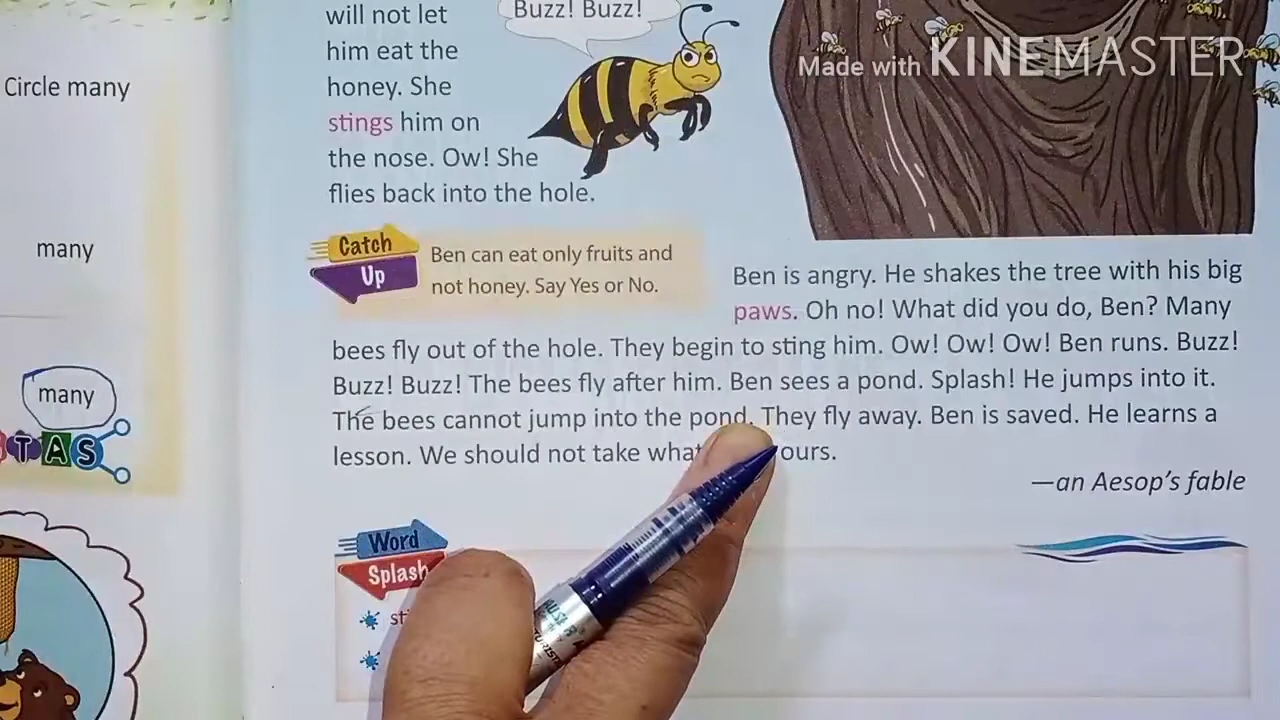 Circle many
many
many
TAS
will not let
him eat the
honey. She
stings him on
the nose. Ow! She
flies back into the hole.
Buzz! Buzz!
Made with KINEMASTER
Catch
Up
Ben can eat only fruits and
not honey. Say Yes or No.
Ben is angry. He shakes the tree with his big
paws. Oh no! What did you do, Ben? Many
bees fly out of the hole. They begin to sting him. Ow! Ow! Ow! Ben runs. Buzz!
Buzz! Buzz! The bees fly after him. Ben sees a pond. Splash! He jumps into it.
The bees cannot jump into the pond. They fly away. Ben is saved. He learns a
lesson. We should not take what ours.
—an Aesop's fable
Word
Splash